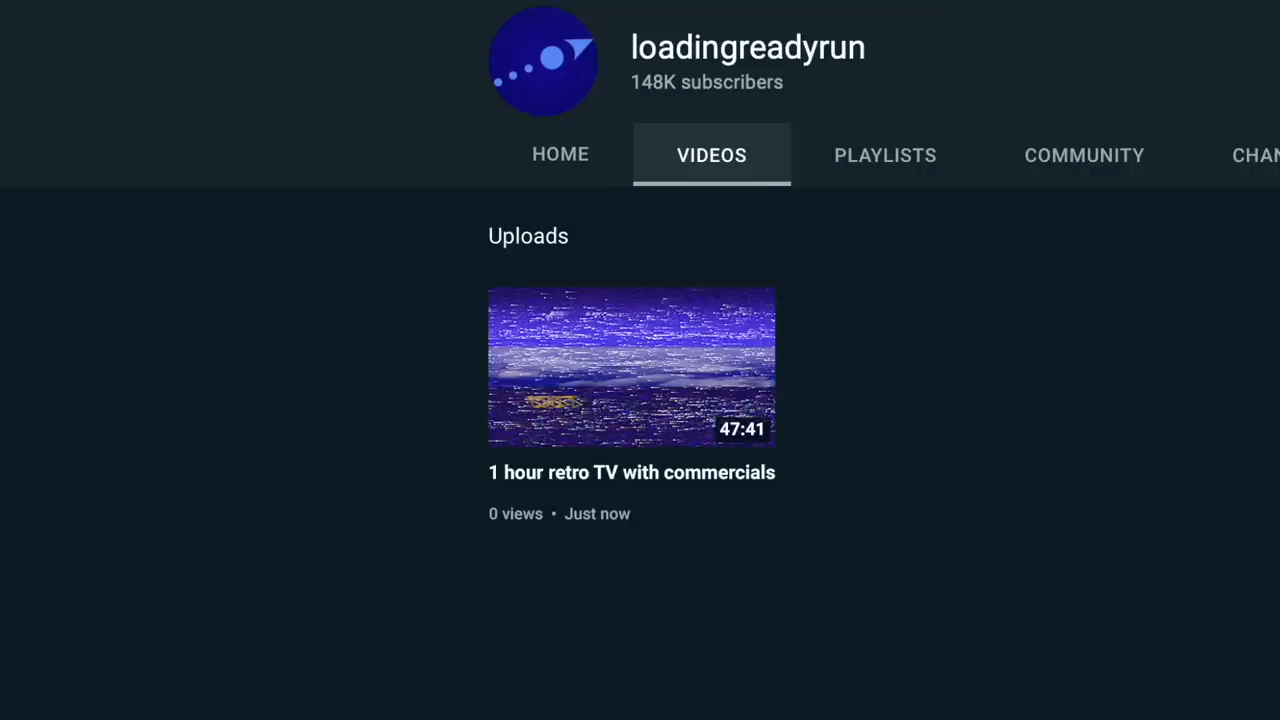 loadingreadyrun
148K subscribers
HOME VIDEOS PLAYLISTS COMMUNITY CHAN
Uploads
47:41
1 hour retro TV with commercials
0 views • Just now